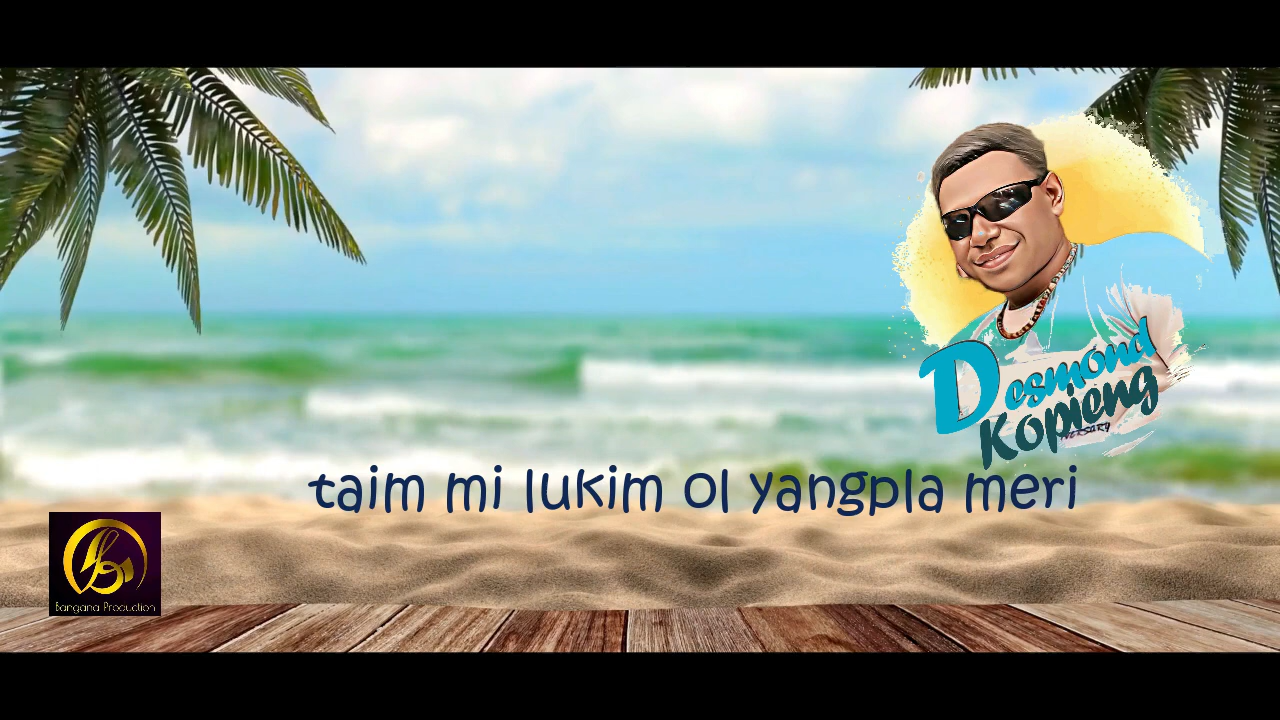 Desmond
Kopieng
taim mi lukim ol yangpla meri
Bangana Production